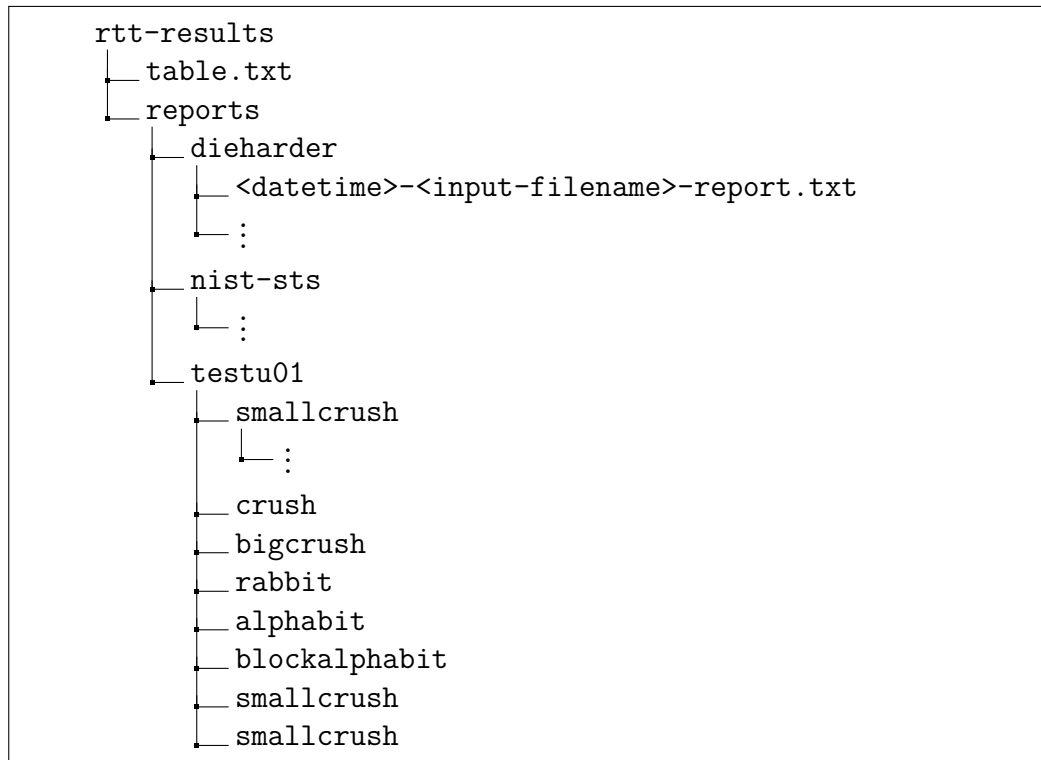 rtt-results
table.txt
reports
dieharder
<datetime>-<input-filename>-report.txt
⋮
nist-sts
⋮
testu01
smallcrush
⋮
crush
bigcrush
rabbit
alphabit
blockalphabit
smallcrush
smallcrush